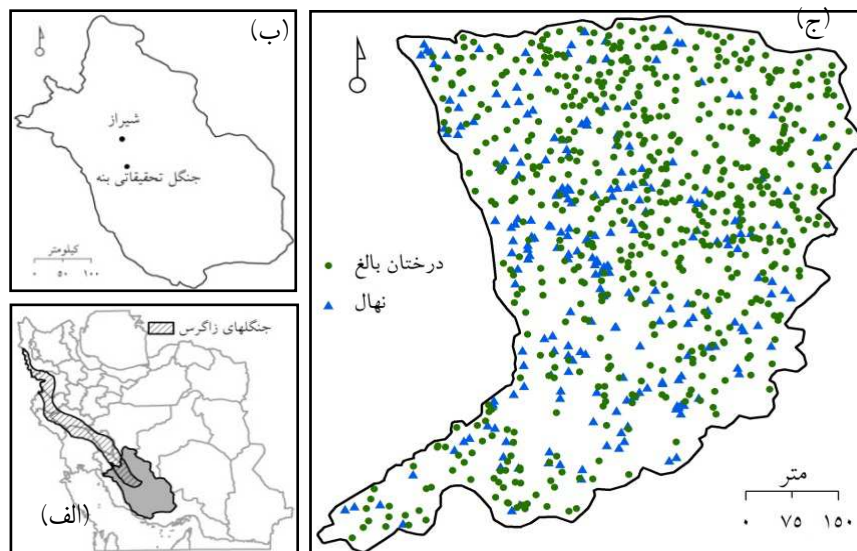 (ب)
شیراز
جنگل تحقیقاتی بنه
کیلومتر
۰ ۵۰ ۱۰۰
جنگلهای زاگرس
(الف)
(ج)
درختان بالغ
نهال
متر
۰ ۷۵ ۱۵۰